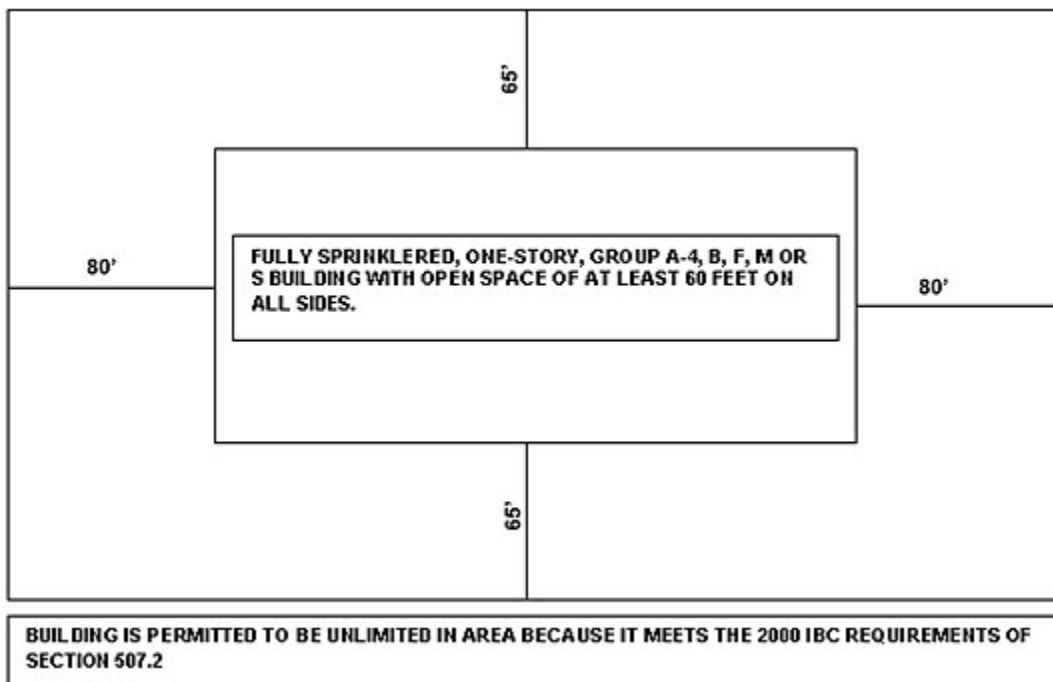 65'
80'
FULLY SPRINKLERED, ONE-STORY, GROUP A-4, B, F, M OR
S BUILDING WITH OPEN SPACE OF AT LEAST 60 FEET ON
ALL SIDES.
80'
65'
BUILDING IS PERMITTED TO BE UNLIMITED IN AREA BECAUSE IT MEETS THE 2000 IBC REQUIREMENTS OF
SECTION 507.2